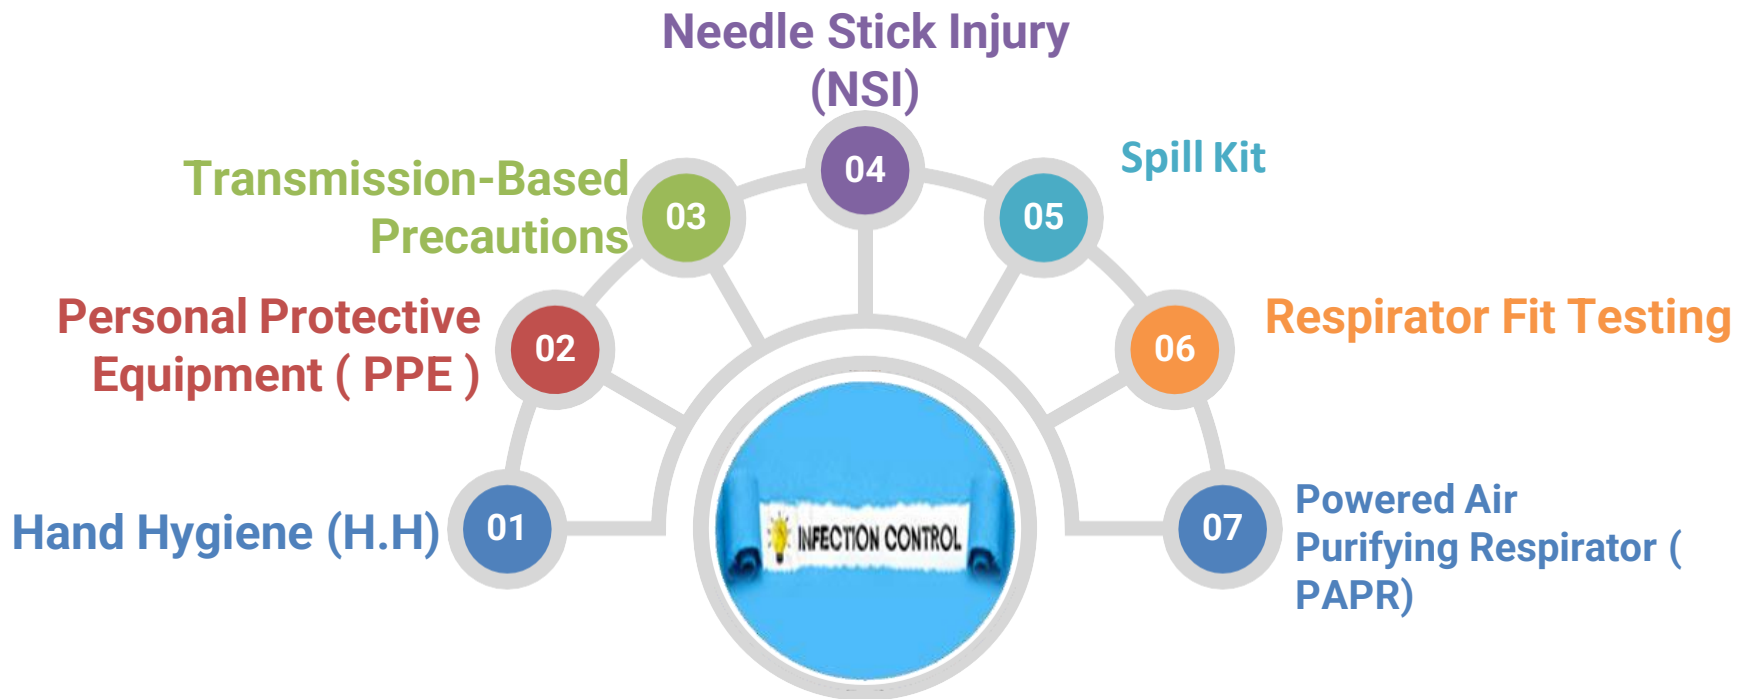 Needle Stick Injury
(NSI)
04
Transmission-Based
Precautions
03
Spill Kit
05
Personal Protective
Equipment ( PPE )
02
Respirator Fit Testing
06
Hand Hygiene (H.H)
01
Powered Air
Purifying Respirator (
PAPR)
07
INFECTION CONTROL